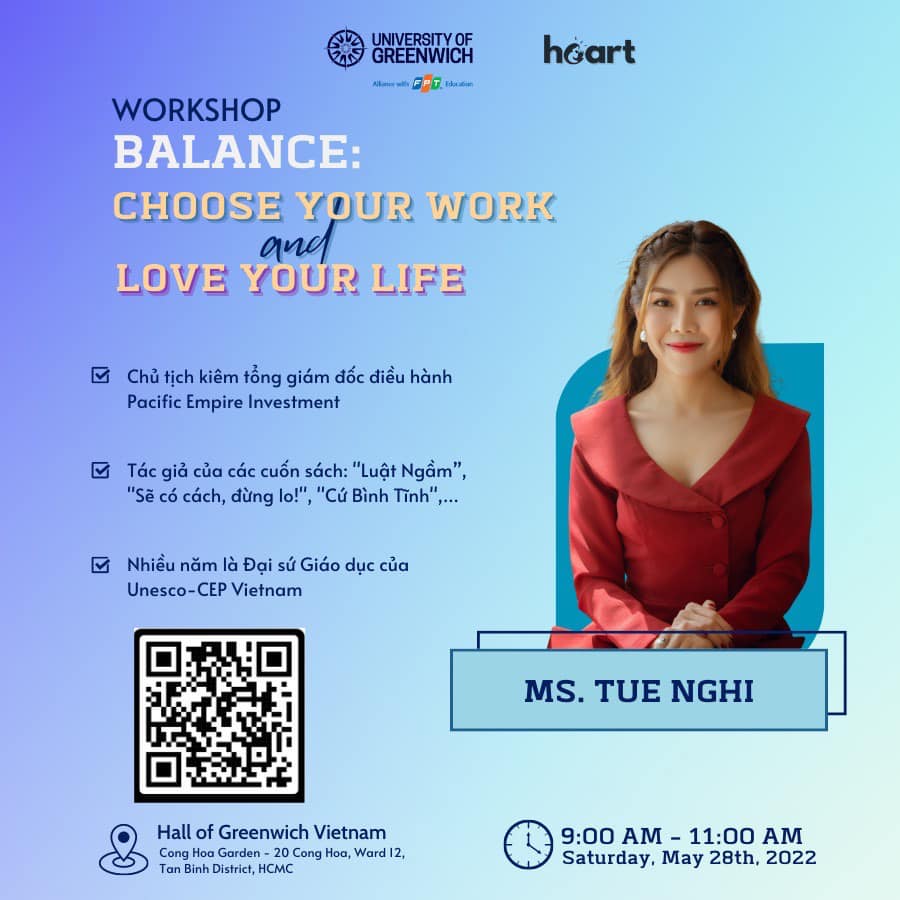 UNIVERSITY OF
GREENWICH
Alliance with FPT Education
heart
WORKSHOP
BALANCE:
CHOOSE YOUR WORK
and
LOVE YOUR LIFE
Chủ tịch kiêm tổng giám đốc điều hành
Pacific Empire Investment
Tác giả của các cuốn sách: "Luật Ngầm”,
"Sẽ có cách, đừng lo!", "Cứ Bình Tĩnh",...
Nhiều năm là Đại sứ Giáo dục của
Unesco-CEP Vietnam
MS. TUE NGHI
Hall of Greenwich Vietnam
Cong Hoa Garden - 20 Cong Hoa, Ward 12,
Tan Binh District, HCMC
9:00 AM - 11:00 AM
Saturday, May 28th, 2022